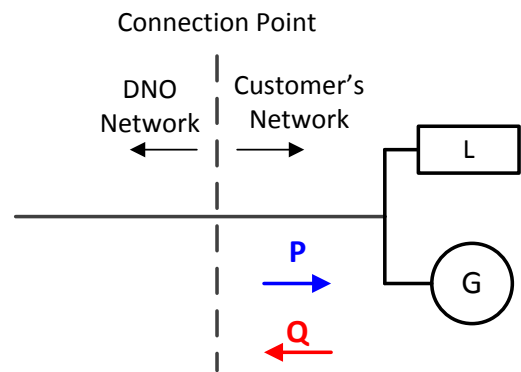 Connection Point
DNO
Network
Customer’s
Network
L
P
G
Q